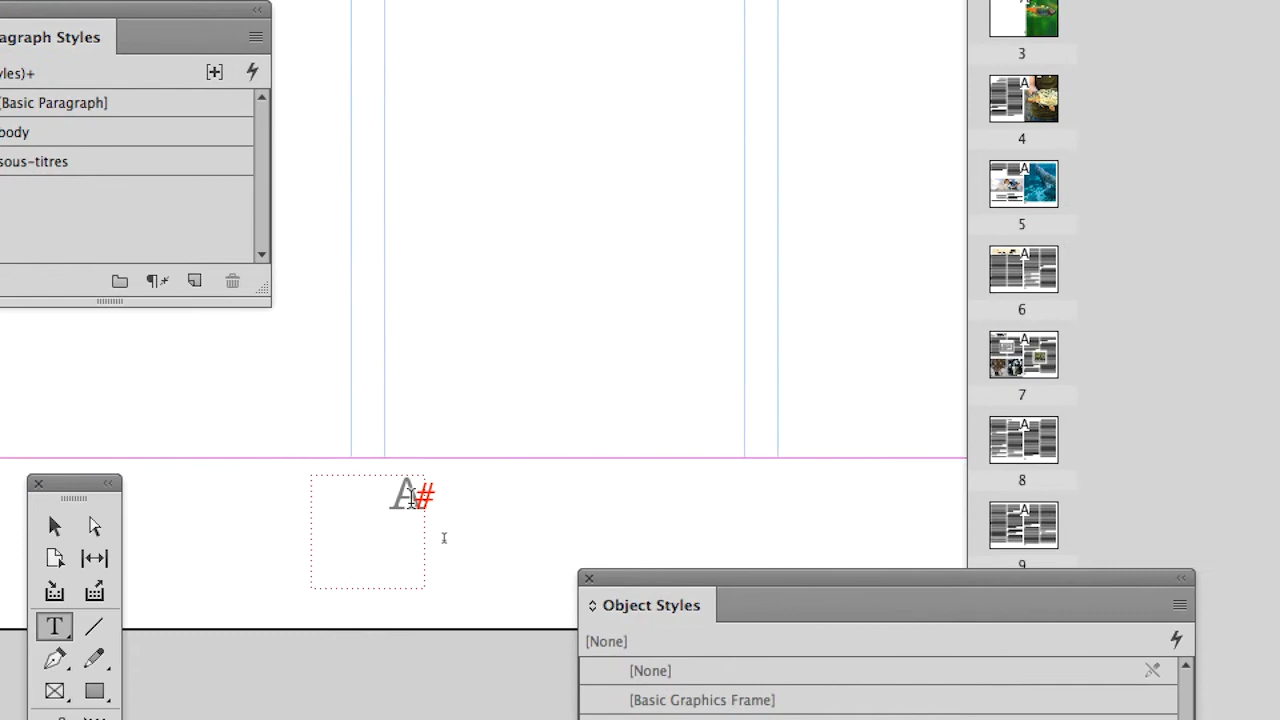 agraph Styles
yles)+
[Basic Paragraph]
body
sous-titres
A#
3
A
4
A
5
A
6
A
7
A
8
A
9
T
Object Styles
[None]
[None]
[Basic Graphics Frame]